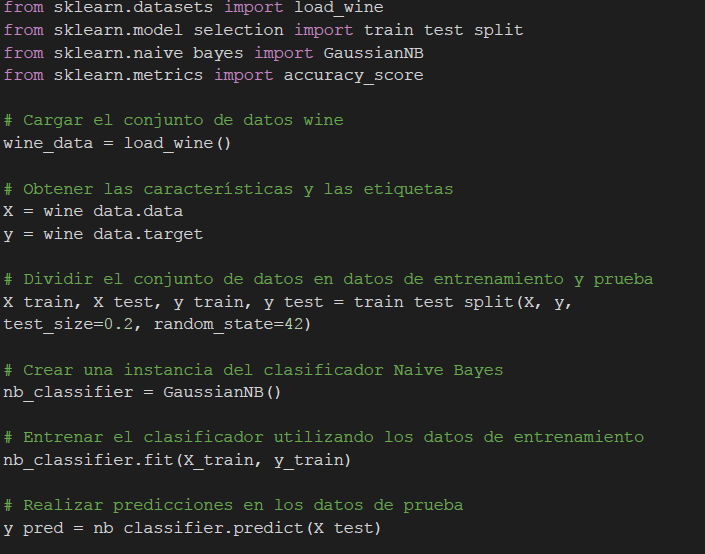 from sklearn.datasets import load_wine
from sklearn.model selection import train test split
from sklearn.naive bayes import GaussianNB
from sklearn.metrics import accuracy_score
# Cargar el conjunto de datos wine
wine_data = load_wine()
# Obtener las características y las etiquetas
X = wine data.data
y = wine data.target
# Dividir el conjunto de datos en datos de entrenamiento y prueba
X train, X test, y train, y test = train test split(X, y,
test_size=0.2, random_state=42)
# Crear una instancia del clasificador Naive Bayes
nb_classifier = GaussianNB()
# Entrenar el clasificador utilizando los datos de entrenamiento
nb_classifier.fit(X_train, y_train)
# Realizar predicciones en los datos de prueba
y pred = nb classifier.predict(X test)